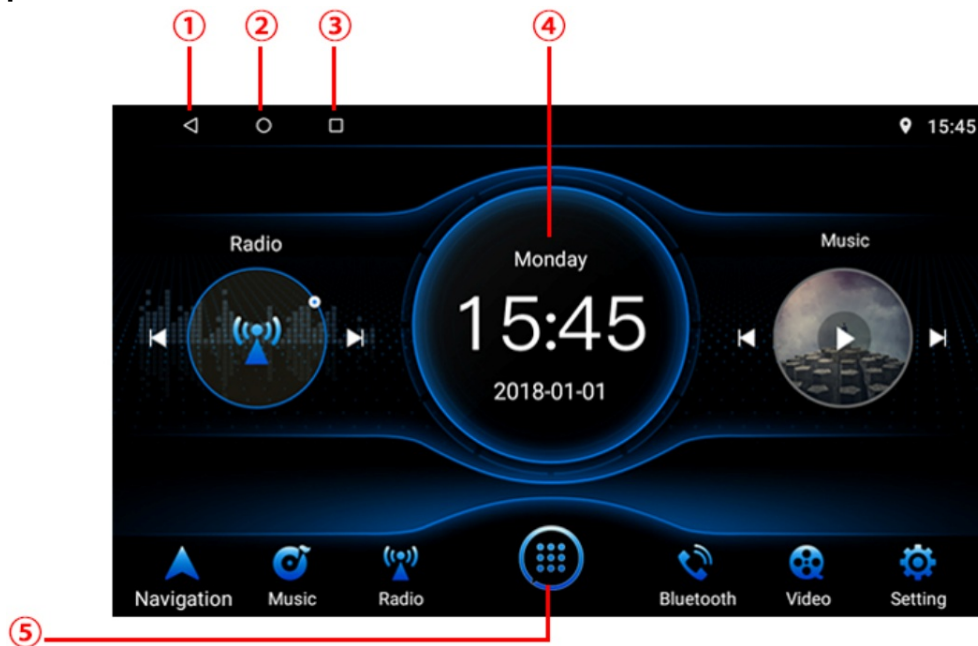 ① ② ③ ④
15:45
Radio
Monday
15:45
2018-01-01
Music
Navigation
Music
Radio
Bluetooth
Video
Setting
⑤